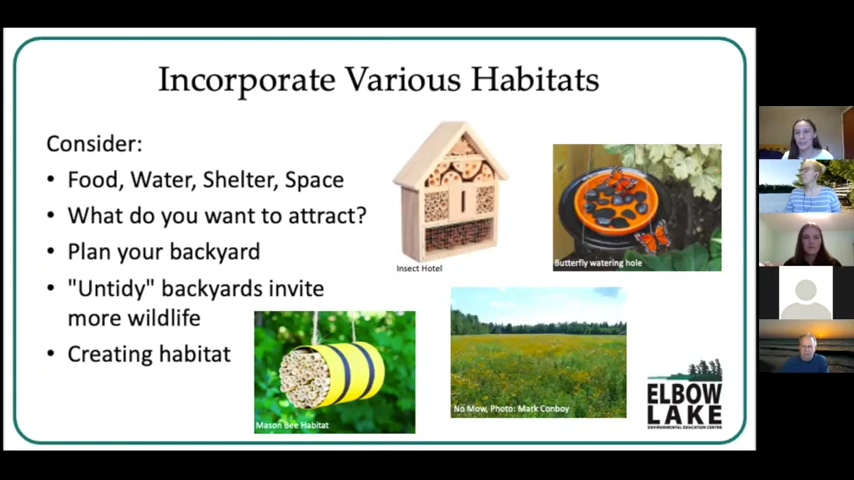 Incorporate Various Habitats
Consider:
• Food, Water, Shelter, Space
• What do you want to attract?
• Plan your backyard
• "Untidy" backyards invite
more wildlife
• Creating habitat
Insect Hotel
Butterfly watering hole
Mason Bee Habitat
No Mow, Photo: Mark Conboy
ELBOW
LAKE
ENVIRONMENTAL EDUCATION CENTRE